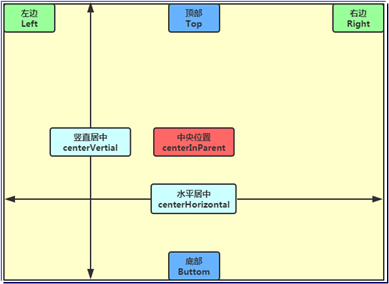 左边
Left
顶部
Top
右边
Right
竖直居中
centerVertial
中央位置
centerInParent
水平居中
centerHorizontal
底部
Buttom